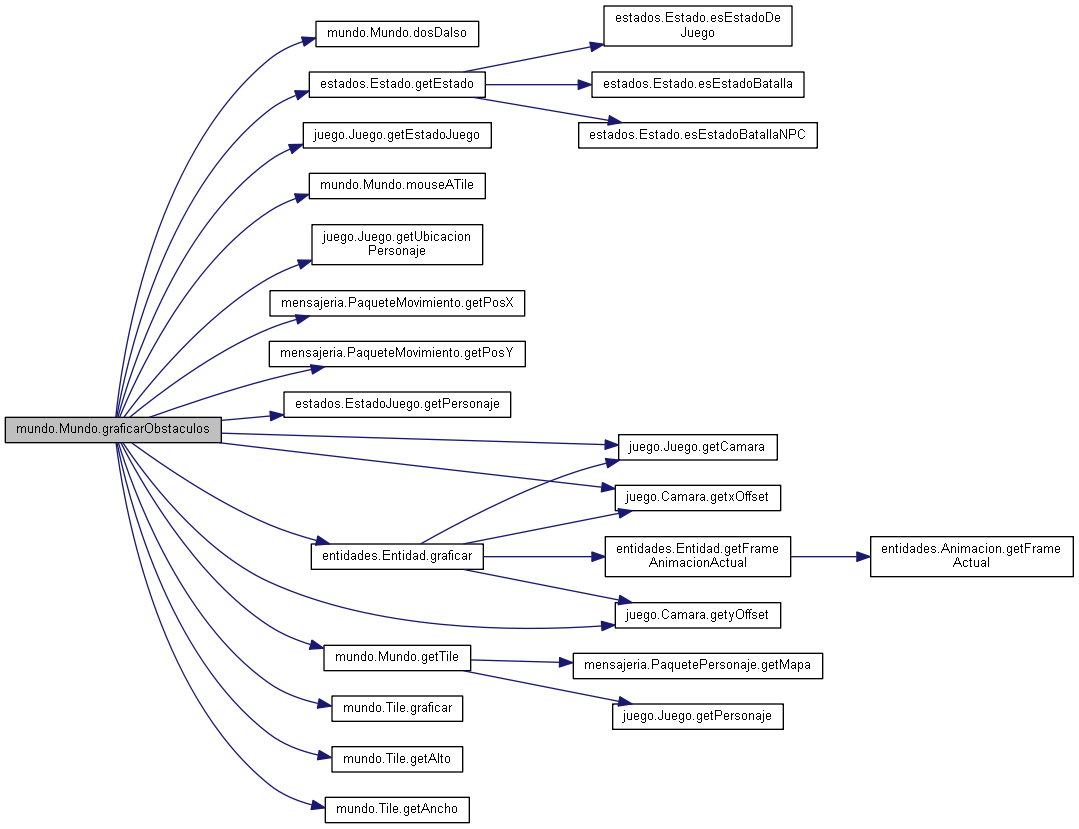 mundo.Mundo.dosDaIso
estados.Estado.getEstado
estados.Estado.esEstadoDe
Juego
estados.Estado.esEstadoBatalla
estados.Estado.esEstadoBatallaNPC
juego.Juego.getEstadoJuego
mundo.Mundo.mouseATile
juego.Juego.getUbicacion
Personaje
mensajeria.PaqueteMovimiento.getPosX
mensajeria.PaqueteMovimiento.getPosY
estados.EstadoJuego.getPersonaje
mundo.Mundo.graficarObstaculos
juego.Juego.getCamara
juego.Camara.getxOffset
entidades.Entidad.graficar
entidades.Entidad.getFrame
AnimacionActual
entidades.Animacion.getFrame
Actual
juego.Camara.getyOffset
mundo.Mundo.getTile
mensajeria.PaquetePersonaje.getMapa
juego.Juego.getPersonaje
mundo.Tile.graficar
mundo.Tile.getAlto
mundo.Tile.getAncho